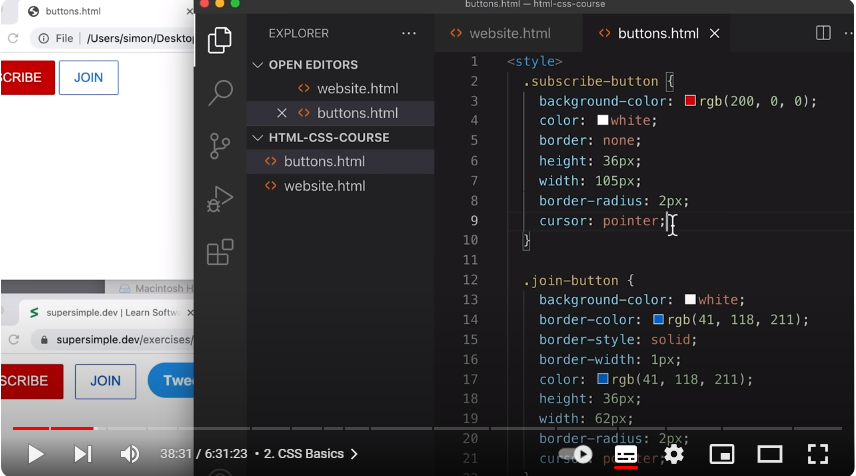 buttons.html
File
/Users/simon/Deskto
CRIBE
JOIN
Macintosh H
supersimple.dev | Learn Softw
supersimple.dev/exercises/
SCRIBE
JOIN
Twe
buttons.html — html-css-course
EXPLORER
OPEN EDITORS
website.html
buttons.html
HTML-CSS-COURSE
buttons.html
website.html
website.html
buttons.html
1 <style>
2 .subscribe-button {
3 background-color: rgb(200, 0, 0);
4 color: white;
5 border: none;
6 height: 36px;
7 width: 105px;
8 border-radius: 2px;
9 cursor: pointer;
10 }
11
12 .join-button {
13 background-color: white;
14 border-color: rgb(41, 118, 211);
15 border-style: solid;
16 border-width: 1px;
17 color: rgb(41, 118, 211);
18 height: 36px;
19 width: 62px;
20 border-radius: 2px;
21 cursor: pointer;
38:31 / 6:31:23 • 2. CSS Basics